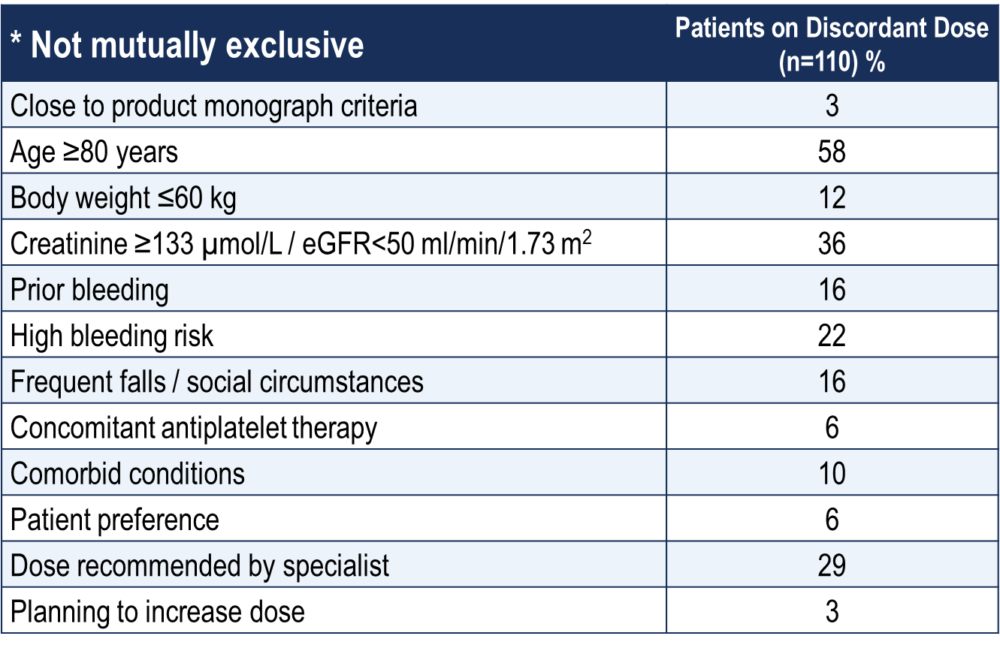 * Not mutually exclusive
Patients on Discordant Dose
(n=110) %
Close to product monograph criteria 3
Age ≥80 years 58
Body weight ≤60 kg 12
Creatinine ≥133 µmol/L / eGFR<50 ml/min/1.73 m² 36
Prior bleeding 16
High bleeding risk 22
Frequent falls / social circumstances 16
Concomitant antiplatelet therapy 6
Comorbid conditions 10
Patient preference 6
Dose recommended by specialist 29
Planning to increase dose 3